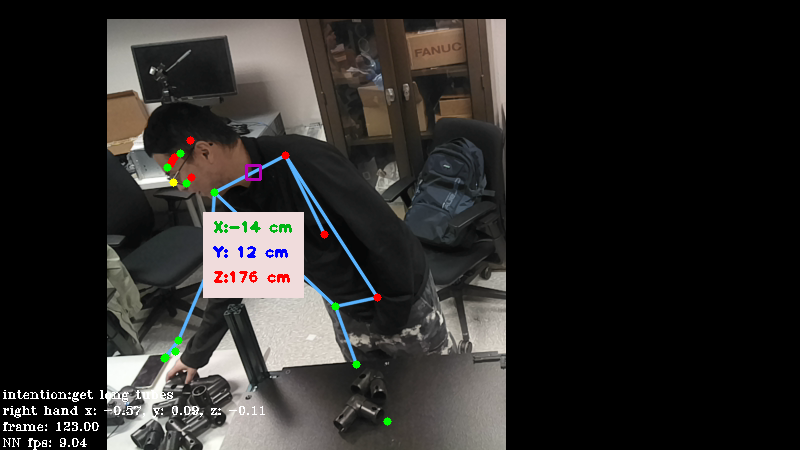 FANUC
X:-14 cm
Y: 12 cm
Z:176 cm
intention:get long tubes
right hand x: -0.57, y: 0.09, z: -0.11
frame: 123.00
NN fps: 9.04